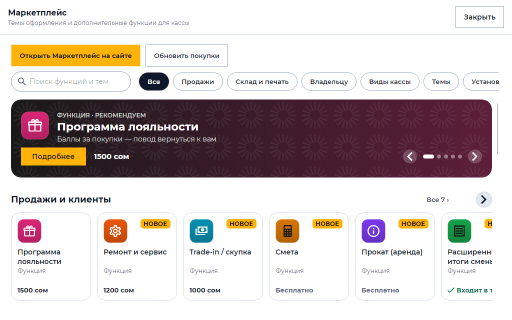 Маркетплейс
Темы оформления и дополнительные функции для кассы
Закрыть
Открыть Маркетплейс на сайте
Обновить покупки
Поиск функций и тем
Все
Продажи
Склад и печать
Владельцу
Виды кассы
Темы
Установ
ФУНКЦИЯ · РЕКОМЕНДУЕМ
Программа лояльности
Баллы за покупки — повод вернуться к вам
Подробнее
1500 сом
Продажи и клиенты
Все 7 ›
Программа лояльности
Функция
1500 сом
НОВОЕ
Ремонт и сервис
Функция
1200 сом
НОВОЕ
Trade-in / скупка
Функция
1000 сом
НОВОЕ
Смета
Функция
Бесплатно
НОВОЕ
Прокат (аренда)
Функция
Бесплатно
Н
Расширенн
итоги смены
Функция
Входит в т